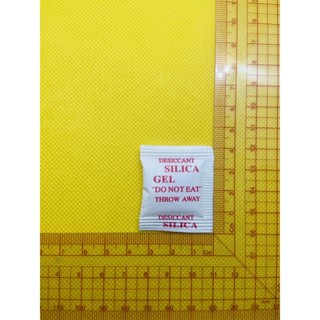 DESICCANT
SILICA
GEL
"DO NOT EAT"
THROW AWAY
DESICCANT
SILICA